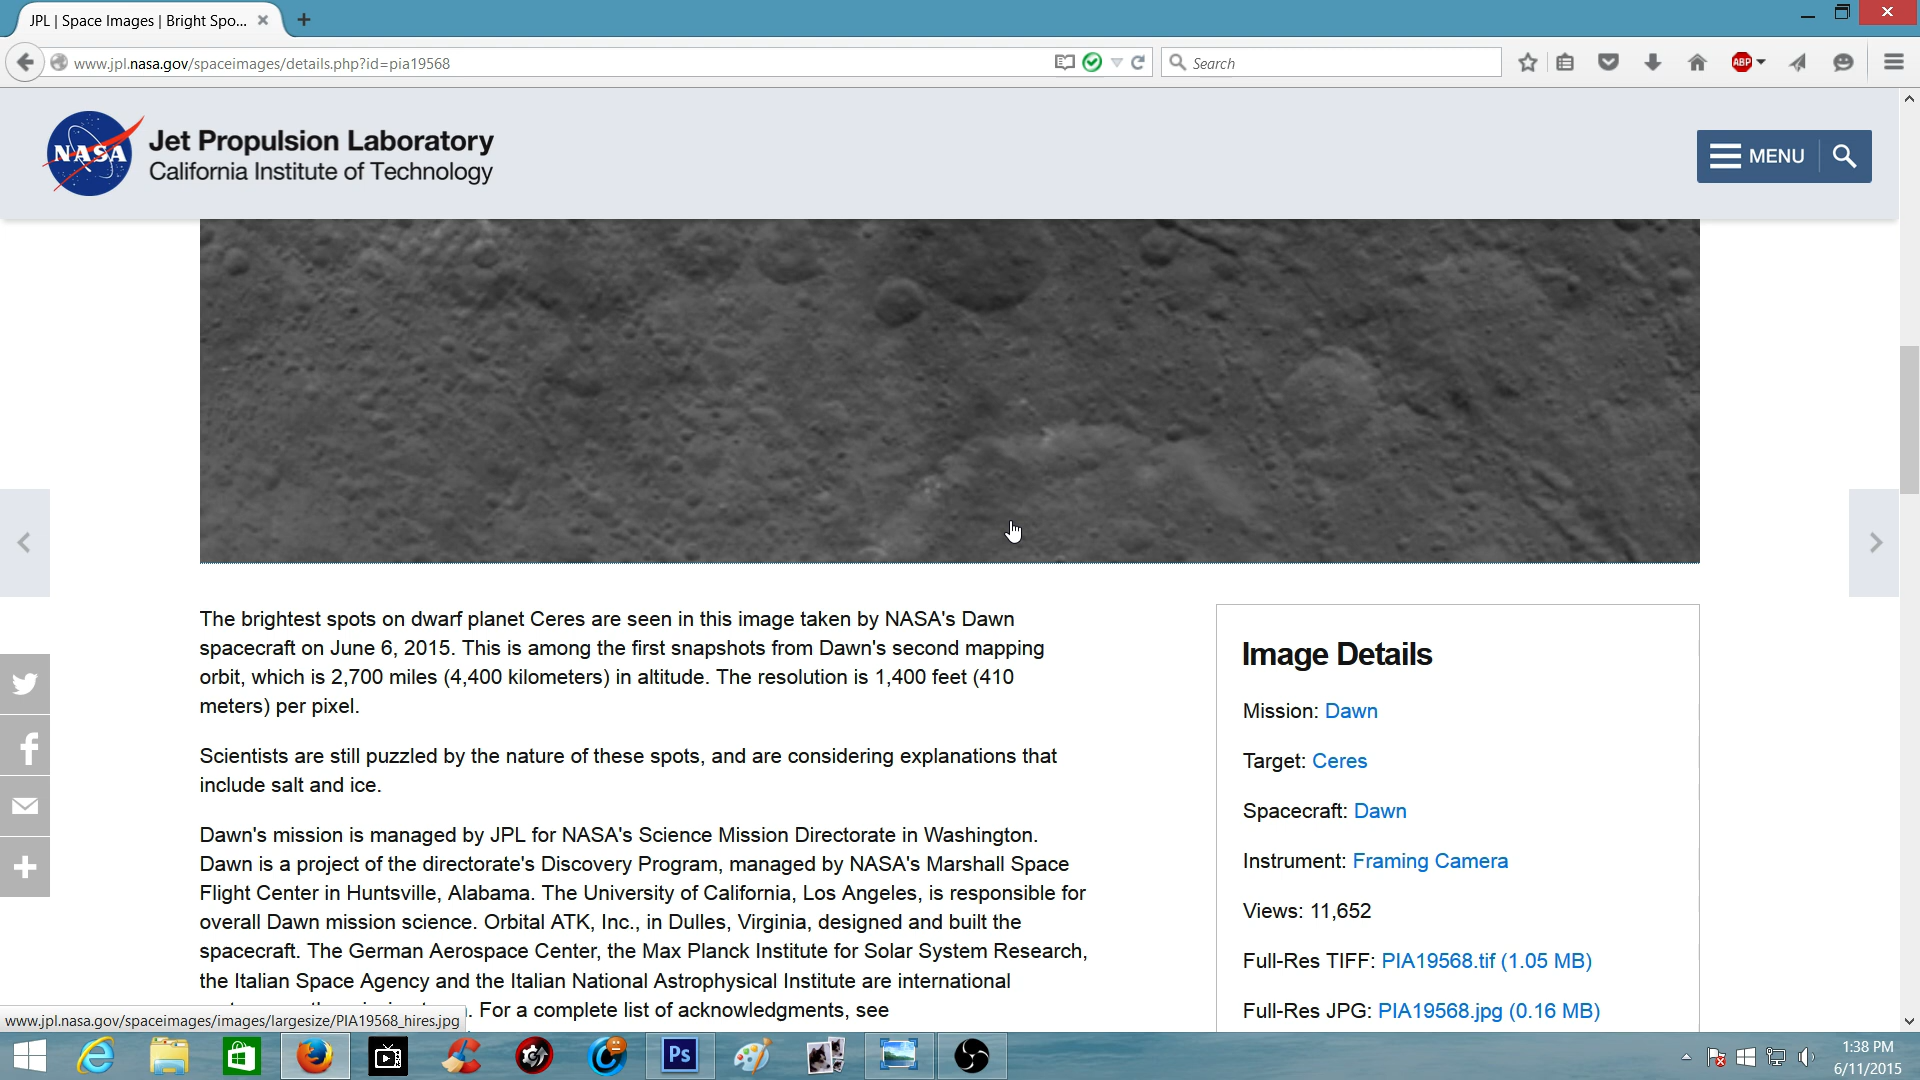 JPL | Space Images | Bright Spo...
www.jpl.nasa.gov/spaceimages/details.php?id=pia19568
Search
ABP
NASA
Jet Propulsion Laboratory
California Institute of Technology
MENU
The brightest spots on dwarf planet Ceres are seen in this image taken by NASA's Dawn
spacecraft on June 6, 2015. This is among the first snapshots from Dawn's second mapping
orbit, which is 2,700 miles (4,400 kilometers) in altitude. The resolution is 1,400 feet (410
meters) per pixel.
Scientists are still puzzled by the nature of these spots, and are considering explanations that
include salt and ice.
Dawn's mission is managed by JPL for NASA's Science Mission Directorate in Washington.
Dawn is a project of the directorate's Discovery Program, managed by NASA's Marshall Space
Flight Center in Huntsville, Alabama. The University of California, Los Angeles, is responsible for
overall Dawn mission science. Orbital ATK, Inc., in Dulles, Virginia, designed and built the
spacecraft. The German Aerospace Center, the Max Planck Institute for Solar System Research,
the Italian Space Agency and the Italian National Astrophysical Institute are international
. For a complete list of acknowledgments, see
Image Details
Mission: Dawn
Target: Ceres
Spacecraft: Dawn
Instrument: Framing Camera
Views: 11,652
Full-Res TIFF: PIA19568.tif (1.05 MB)
Full-Res JPG: PIA19568.jpg (0.16 MB)
www.jpl.nasa.gov/spaceimages/images/largesize/PIA19568_hires.jpg
Ps
1:38 PM
6/11/2015